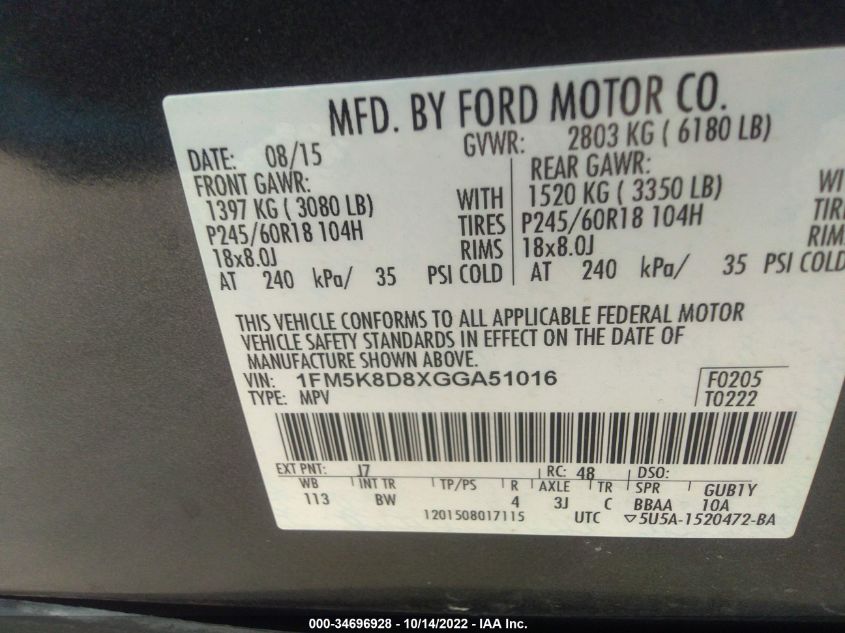 MFD. BY FORD MOTOR CO.
DATE: 08/15 GVWR: 2803 KG ( 6180 LB)
FRONT GAWR: REAR GAWR:
1397 KG ( 3080 LB) WITH 1520 KG ( 3350 LB) WI
P245/60R18 104H TIRES P245/60R18 104H TIRE
18x8.0J RIMS 18x8.0J RIM
AT 240 kPa/ 35 PSI COLD AT 240 kPa/ 35 PSI COLD
THIS VEHICLE CONFORMS TO ALL APPLICABLE FEDERAL MOTOR
VEHICLE SAFETY STANDARDS IN EFFECT ON THE DATE OF
MANUFACTURE SHOWN ABOVE.
VIN: 1FM5K8D8XGGA51016 F0205
TYPE: MPV T0222
EXT PNT: J7 RC: 48 DSO:
WB INT TR TP/PS R AXLE TR SPR GUB1Y
113 BW 4 3J C BBAA 10A
1201508017115 UTC ▽5U5A-1520472-BA
000-34696928 - 10/14/2022 - IAA Inc.